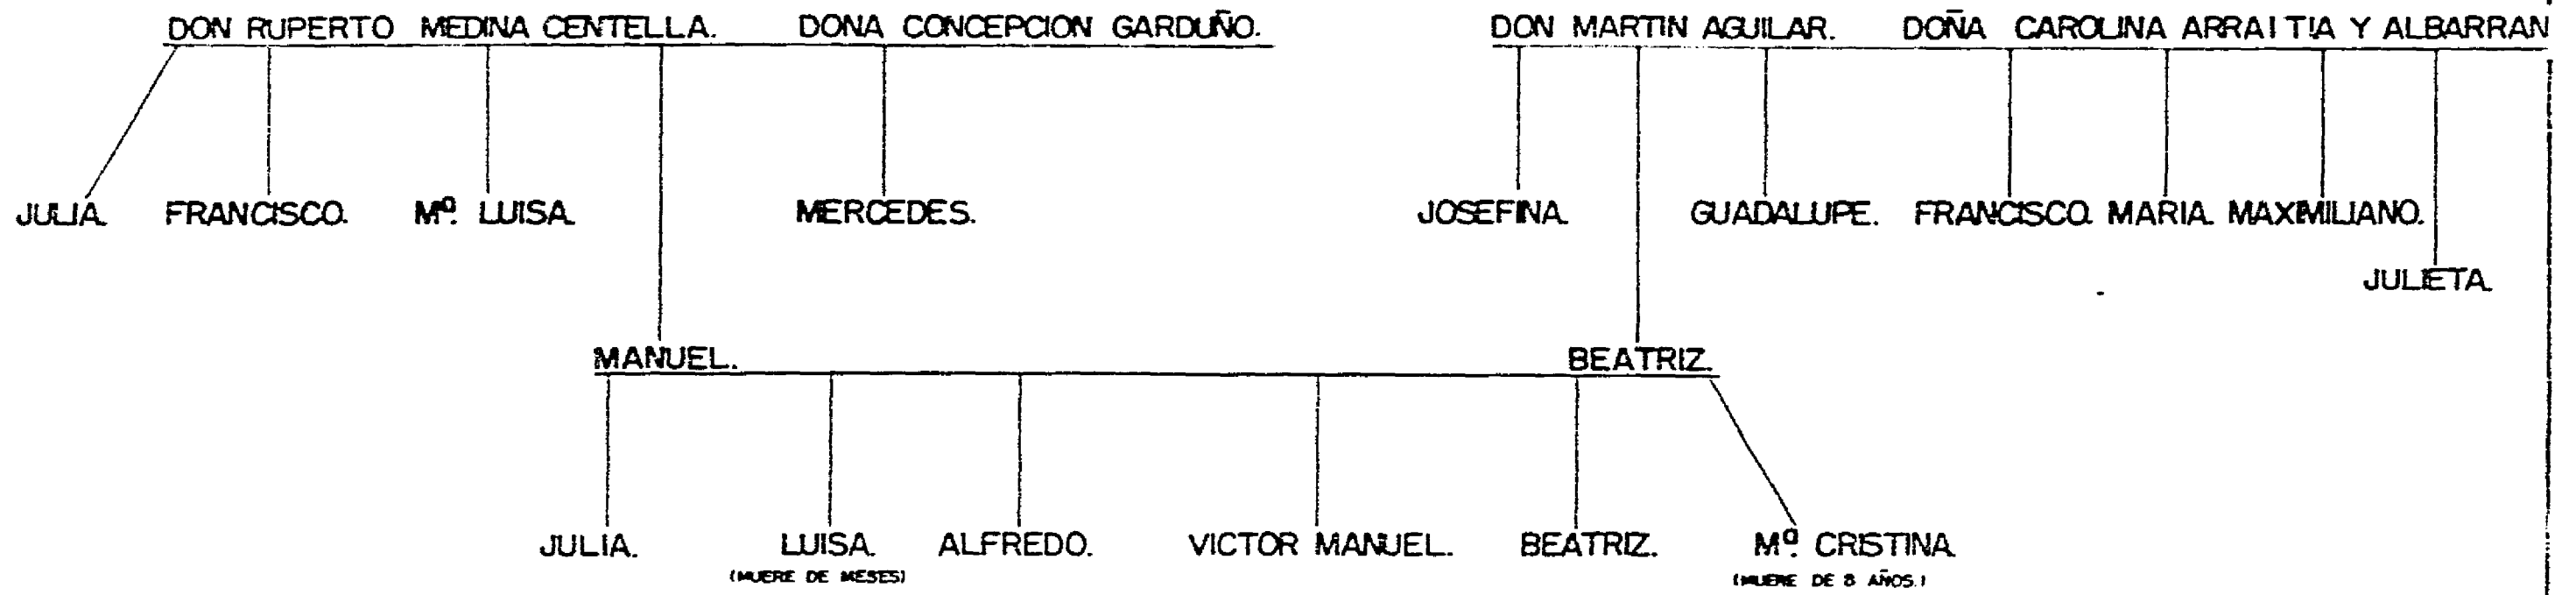 DON RUPERTO MEDINA CENTELLA. DONA CONCEPCION GARDUÑO. DON MARTIN AGUILAR. DOÑA CAROLINA ARRAITIA Y ALBARRAN
JULIA. FRANCISCO. Mª. LUISA. MERCEDES. JOSEFINA. GUADALUPE. FRANCISCO. MARIA. MAXIMILIANO.
JULIETA.
MANUEL. BEATRIZ.
JULIA. LUISA. ALFREDO. VICTOR MANUEL. BEATRIZ. Mª. CRISTINA.
(MUERE DE MESES) (MUERE DE 8 AÑOS.)